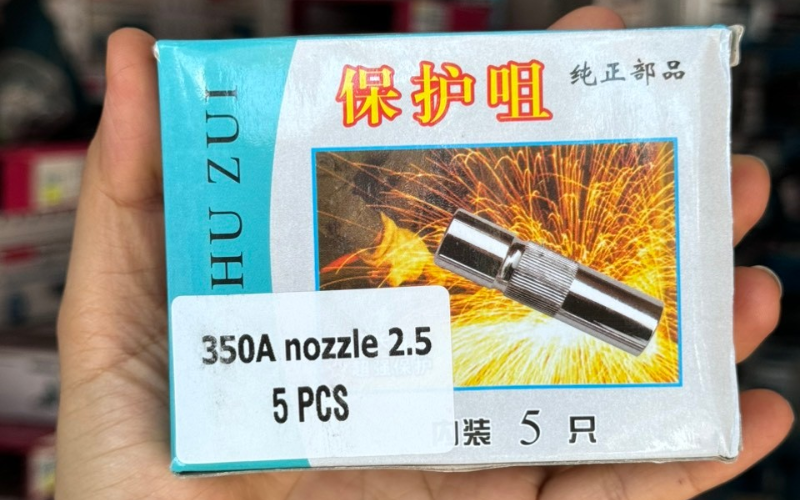 保护咀
纯正部品
HU ZUI
350A nozzle 2.5
5 PCS
内装 5 只